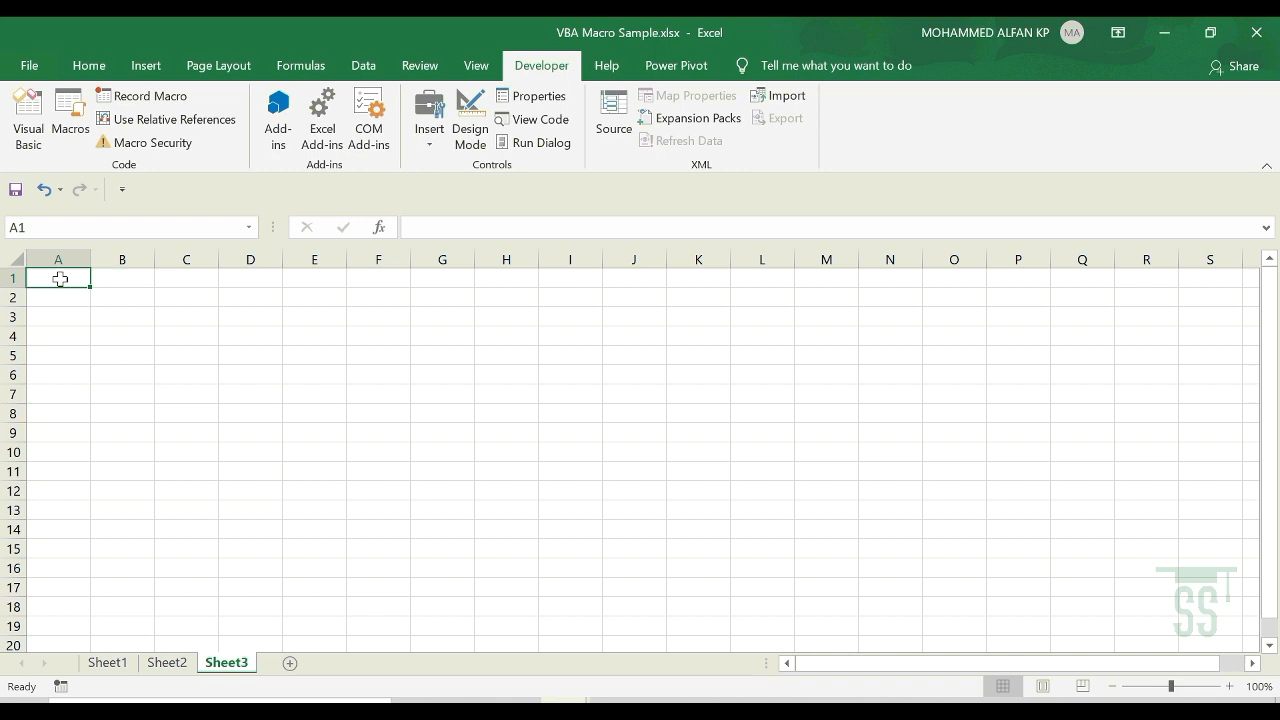 VBA Macro Sample.xlsx - Excel
MOHAMMED ALFAN KP
MA
File Home Insert Page Layout Formulas Data Review View Developer Help Power Pivot Tell me what you want to do Share
Visual Basic
Macros
Record Macro
Use Relative References
Macro Security
Code
Add-ins
Excel Add-ins
COM Add-ins
Add-ins
Insert
Design Mode
Properties
View Code
Run Dialog
Controls
Source
Map Properties
Expansion Packs
Refresh Data
Import
Export
XML
A1
fx
A B C D E F G H I J K L M N O P Q R S
1
2
3
4
5
6
7
8
9
10
11
12
13
14
15
16
17
18
19
20
SS
Sheet1 Sheet2 Sheet3
Ready
100%